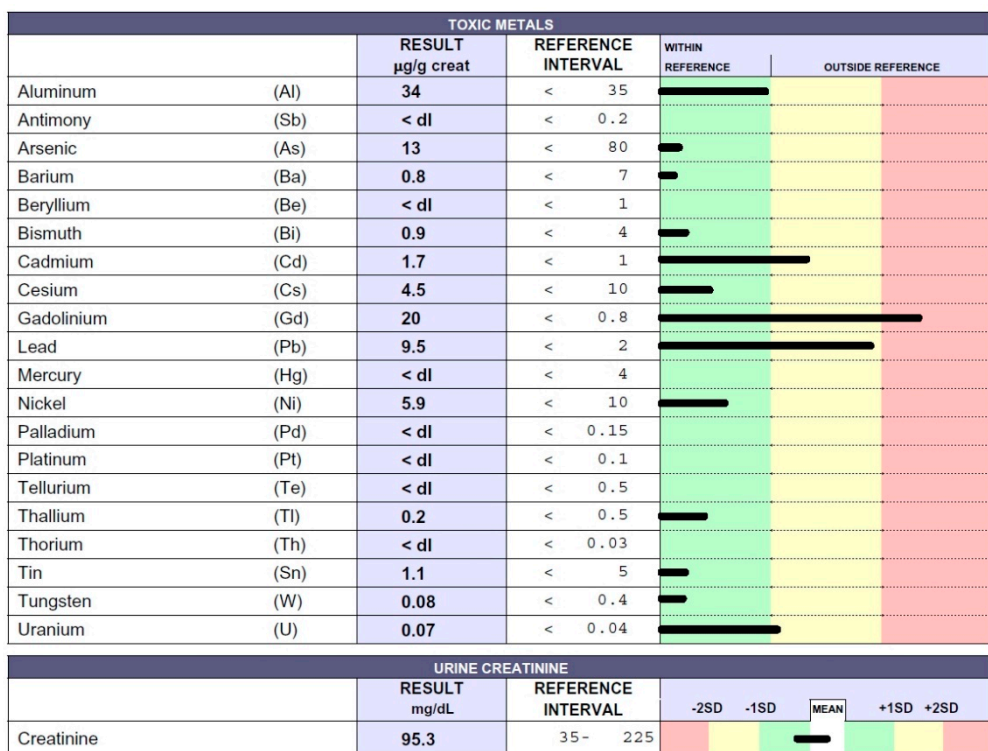 TOXIC METALS
RESULT REFERENCE WITHIN
µg/g creat INTERVAL REFERENCE OUTSIDE REFERENCE
Aluminum (Al) 34 < 35
Antimony (Sb) < dl < 0.2
Arsenic (As) 13 < 80
Barium (Ba) 0.8 < 7
Beryllium (Be) < dl < 1
Bismuth (Bi) 0.9 < 4
Cadmium (Cd) 1.7 < 1
Cesium (Cs) 4.5 < 10
Gadolinium (Gd) 20 < 0.8
Lead (Pb) 9.5 < 2
Mercury (Hg) < dl < 4
Nickel (Ni) 5.9 < 10
Palladium (Pd) < dl < 0.15
Platinum (Pt) < dl < 0.1
Tellurium (Te) < dl < 0.5
Thallium (Tl) 0.2 < 0.5
Thorium (Th) < dl < 0.03
Tin (Sn) 1.1 < 5
Tungsten (W) 0.08 < 0.4
Uranium (U) 0.07 < 0.04
URINE CREATININE
RESULT REFERENCE
mg/dL INTERVAL -2SD -1SD MEAN +1SD +2SD
Creatinine 95.3 35- 225